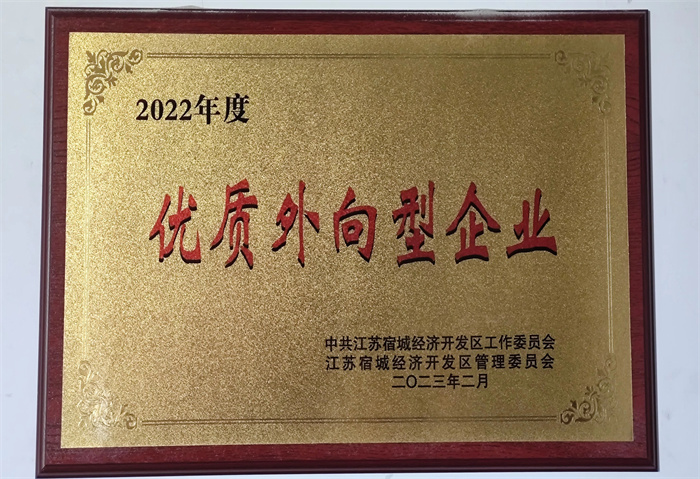 2022年度
优质外向型企业
中共江苏宿城经济开发区工作委员会
江苏宿城经济开发区管理委员会
二〇二三年二月